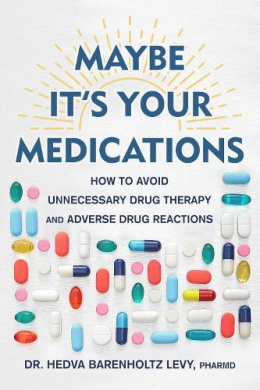 MAYBE
IT'S YOUR
MEDICATIONS
HOW TO AVOID
UNNECESSARY DRUG THERAPY
AND ADVERSE DRUG REACTIONS
DR. HEDVA BARENHOLTZ LEVY, PHARMD